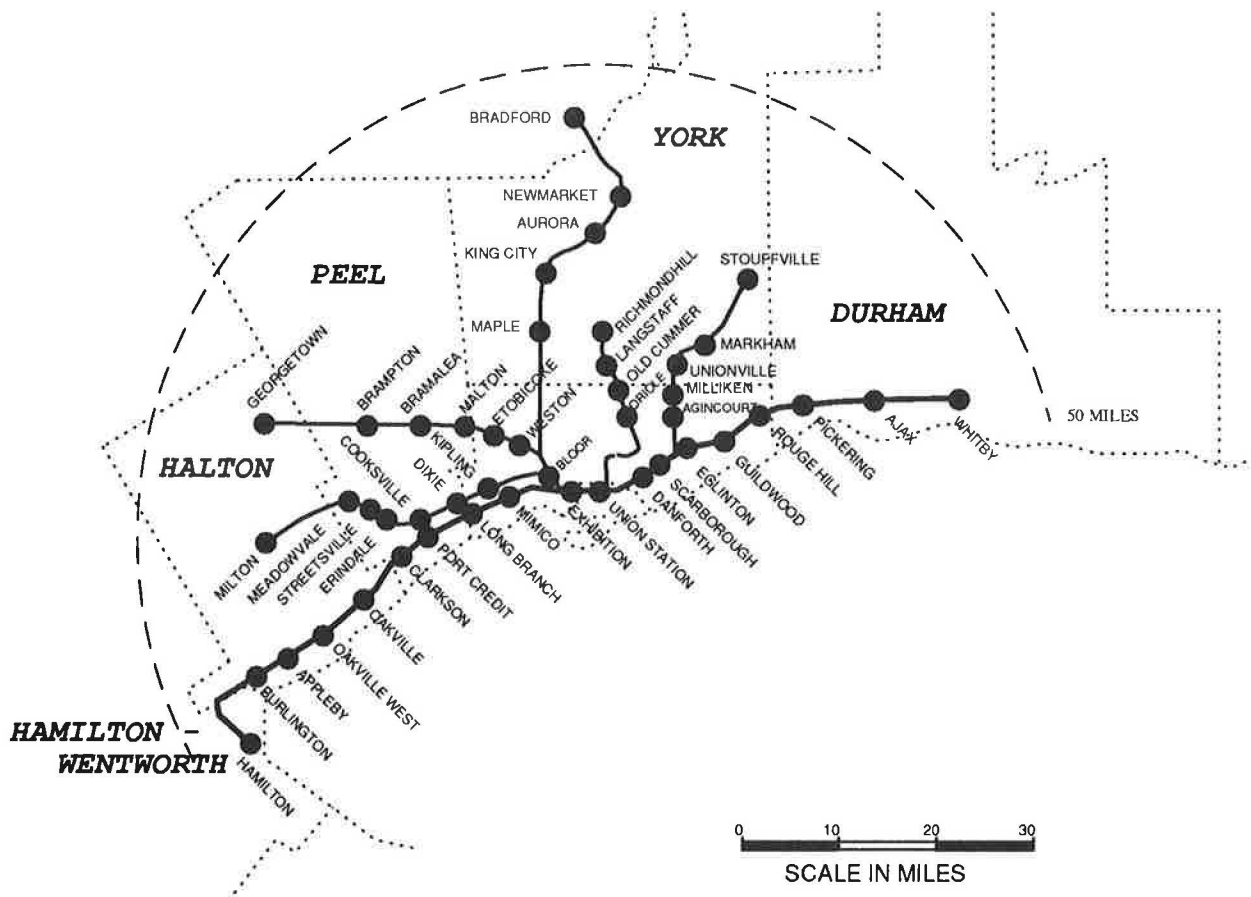 BRADFORD
YORK
NEWMARKET
AURORA
KING CITY
STOUFFVILLE
PEEL
RICHMONDHILL
DURHAM
MAPLE
LANGSTAFF
MARKHAM
OLD CUMMER
UNIONVILLE
MILLIKEN
AGINCOURT
ORIOLE
GEORGETOWN
BRAMPTON
BRAMALEA
MALTON
ETOBICOKE
WESTON
50 MILES
HALTON
COOKSVILLE
DIXIE
KIPLING
BLOOR
WHITBY
AJAX
PICKERING
ROUGE HILL
GUILDWOOD
EGLINTON
SCARBOROUGH
DANFORTH
UNION STATION
EXHIBITION
MIMICO
LONG BRANCH
PORT CREDIT
CLARKSON
MILTON
MEADOWVALE
STREETSVILLE
ERINDALE
OAKVILLE
OAKVILLE WEST
APPLEBY
BURLINGTON
HAMILTON -
WENTWORTH
HAMILTON
0 10 20 30
SCALE IN MILES